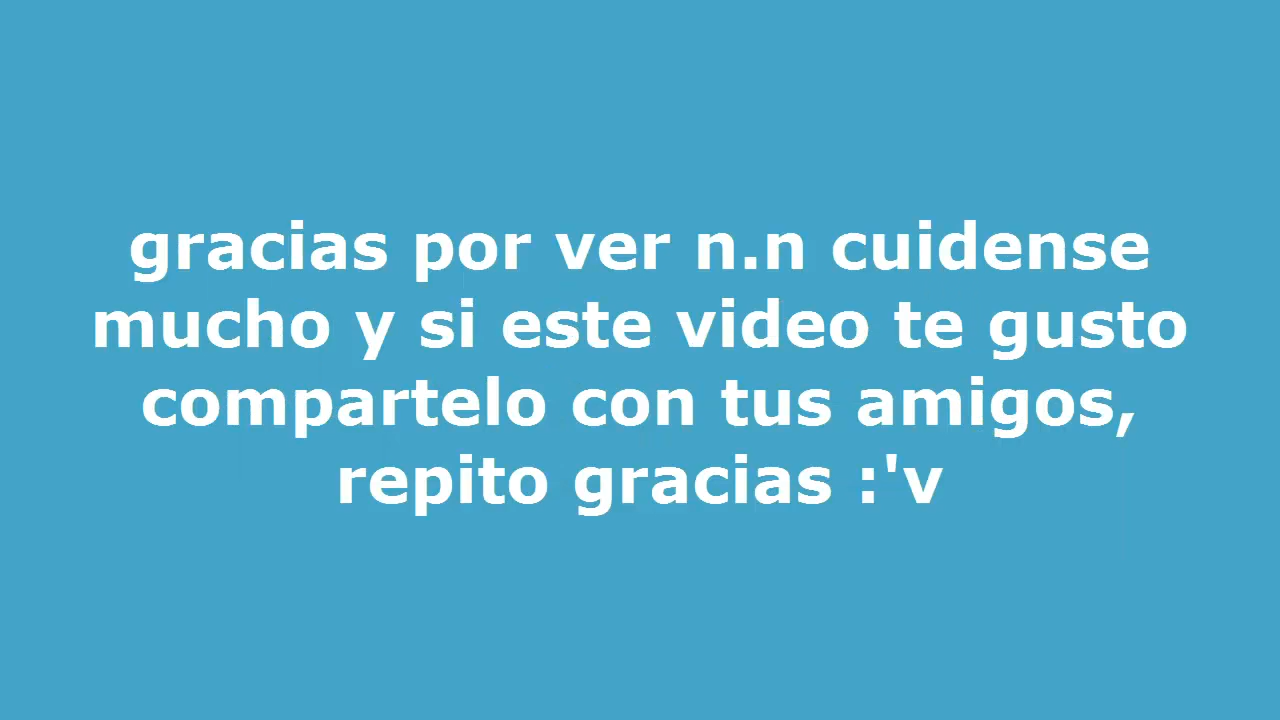 gracias por ver n.n cuidense
mucho y si este video te gusto
compartelo con tus amigos,
repito gracias :'v